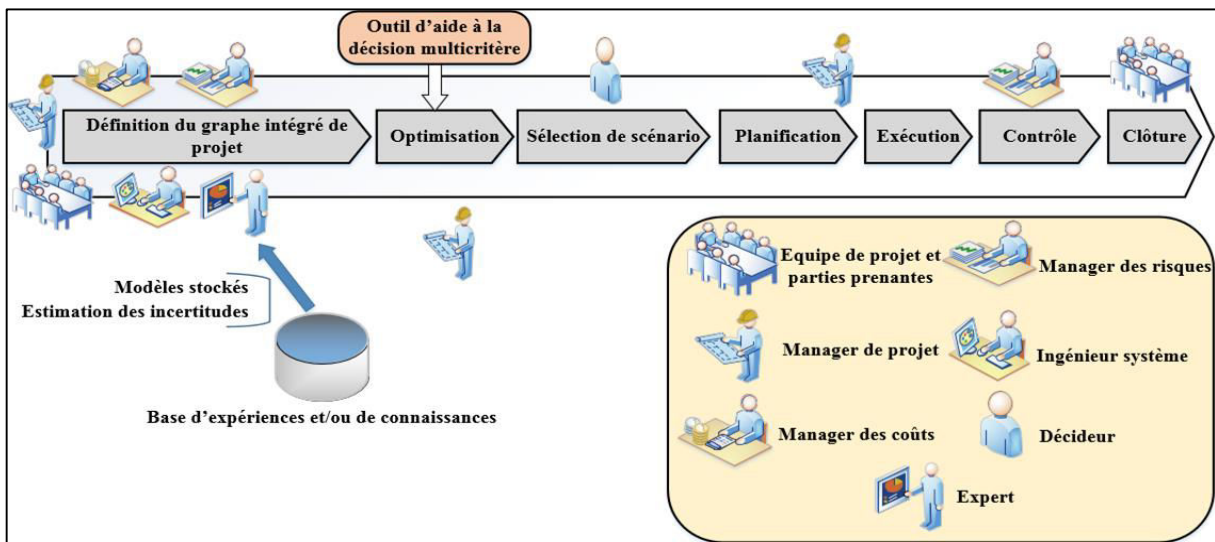 Outil d’aide à la
décision multicritère
Définition du graphe intégré de
projet
Optimisation
Sélection de scénario
Planification
Exécution
Contrôle
Clôture
Modèles stockés
Estimation des incertitudes
Base d’expériences et/ou de connaissances
Equipe de projet et
parties prenantes
Manager des risques
Manager de projet
Ingénieur système
Manager des coûts
Décideur
Expert